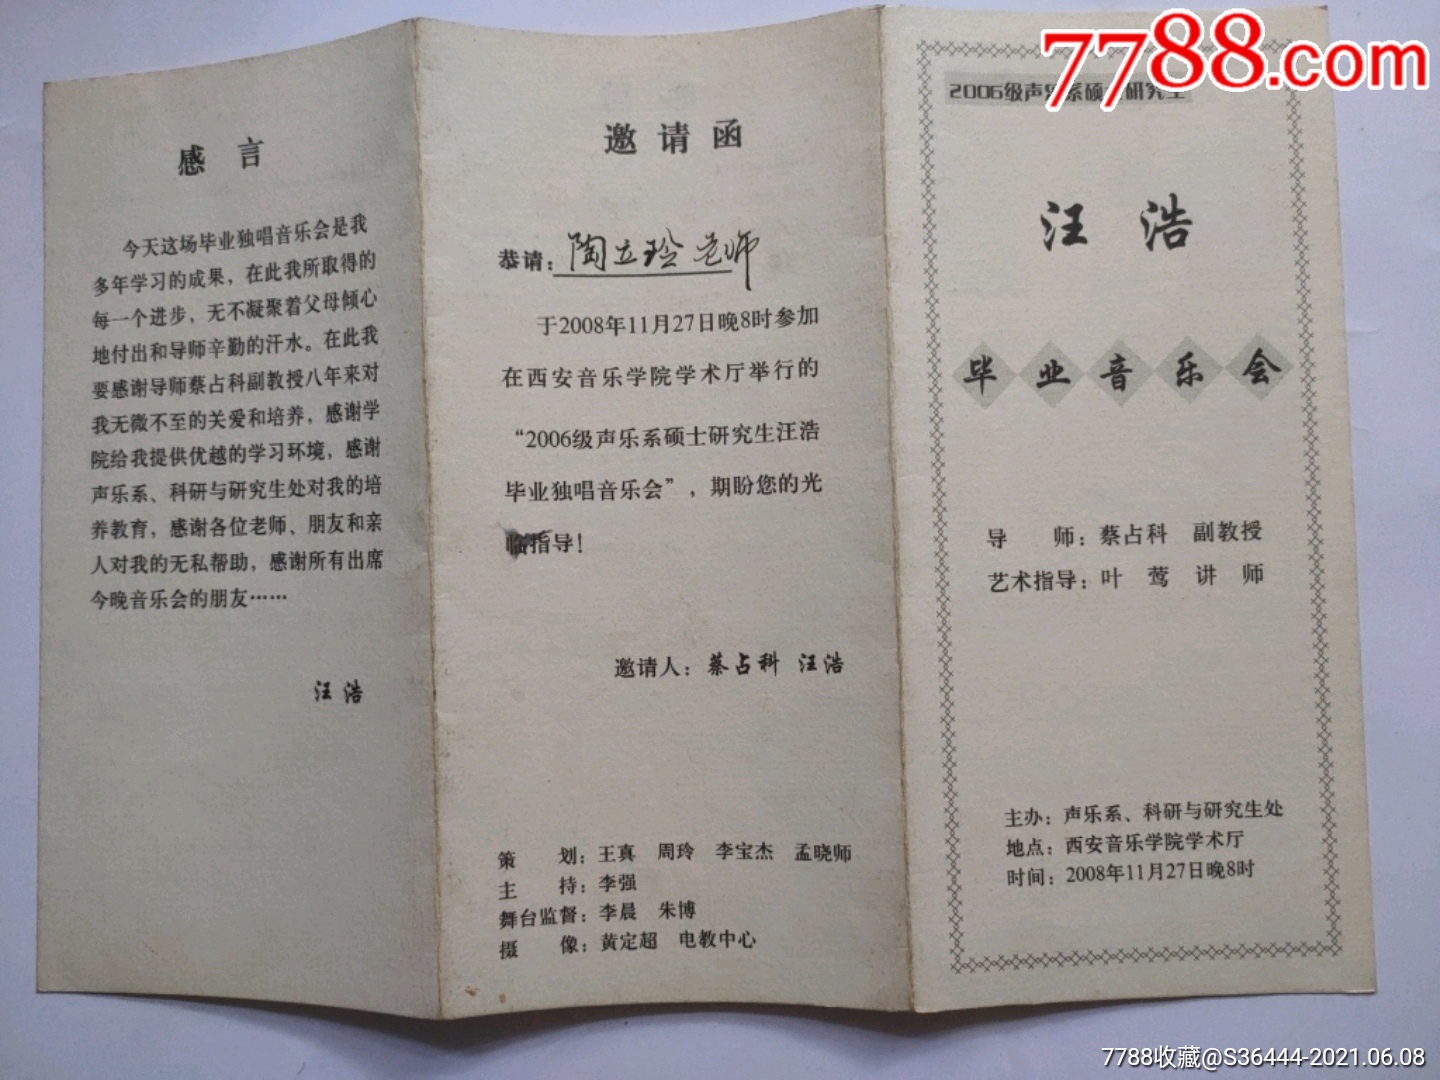 感言
今天这场毕业独唱音乐会是我
多年学习的成果，在此我所取得的
每一个进步，无不凝聚着父母倾心
地付出和导师辛勤的汗水。在此我
要感谢导师蔡占科副教授八年来对
我无微不至的关爱和培养，感谢学
院给我提供优越的学习环境，感谢
声乐系、科研与研究生处对我的培
养教育，感谢各位老师、朋友和亲
人对我的无私帮助，感谢所有出席
今晚音乐会的朋友……
汪浩
邀请函
恭请：陶立玲老师
于2008年11月27日晚8时参加
在西安音乐学院学术厅举行的
“2006级声乐系硕士研究生汪浩
毕业独唱音乐会”，期盼您的光
临指导！
邀请人：蔡占科 汪浩
策 划：王真 周玲 李宝杰 孟晓师
主 持：李强
舞台监督：李晨 朱博
摄 像：黄定超 电教中心
7788.com
2006级声乐系硕士研究生
汪浩
毕业音乐会
导 师：蔡占科 副教授
艺术指导：叶 莺 讲 师
主办：声乐系、科研与研究生处
地点：西安音乐学院学术厅
时间：2008年11月27日晚8时
7788收藏@S36444-2021.06.08